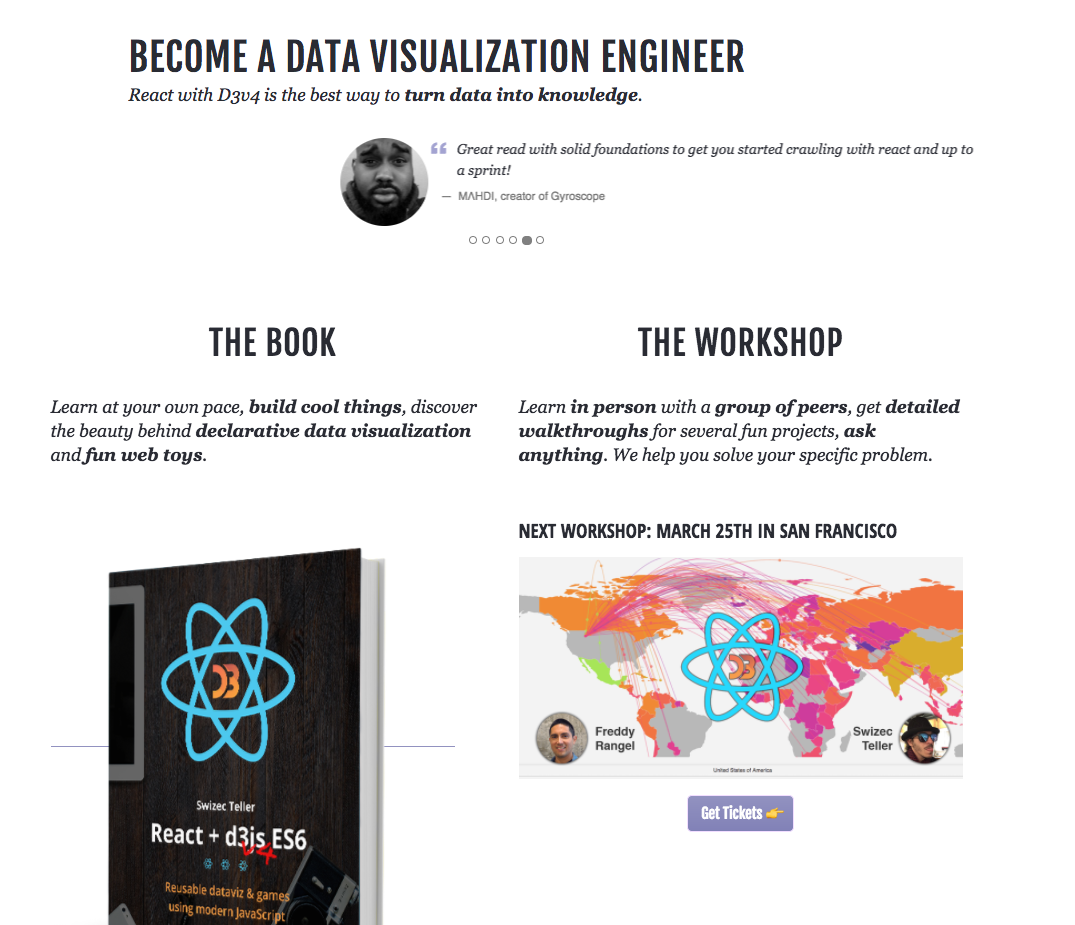 BECOME A DATA VISUALIZATION ENGINEER
React with D3v4 is the best way to turn data into knowledge.
“ Great read with solid foundations to get you started crawling with react and up to
a sprint!
— MΛHDI, creator of Gyroscope
THE BOOK
Learn at your own pace, build cool things, discover
the beauty behind declarative data visualization
and fun web toys.
D3
Swizec Teller
React + d3js ES6
v4
Reusable dataviz & games
using modern JavaScript
THE WORKSHOP
Learn in person with a group of peers, get detailed
walkthroughs for several fun projects, ask
anything. We help you solve your specific problem.
NEXT WORKSHOP: MARCH 25TH IN SAN FRANCISCO
D3
Freddy
Rangel
Swizec
Teller
United States of America
Get Tickets 👉